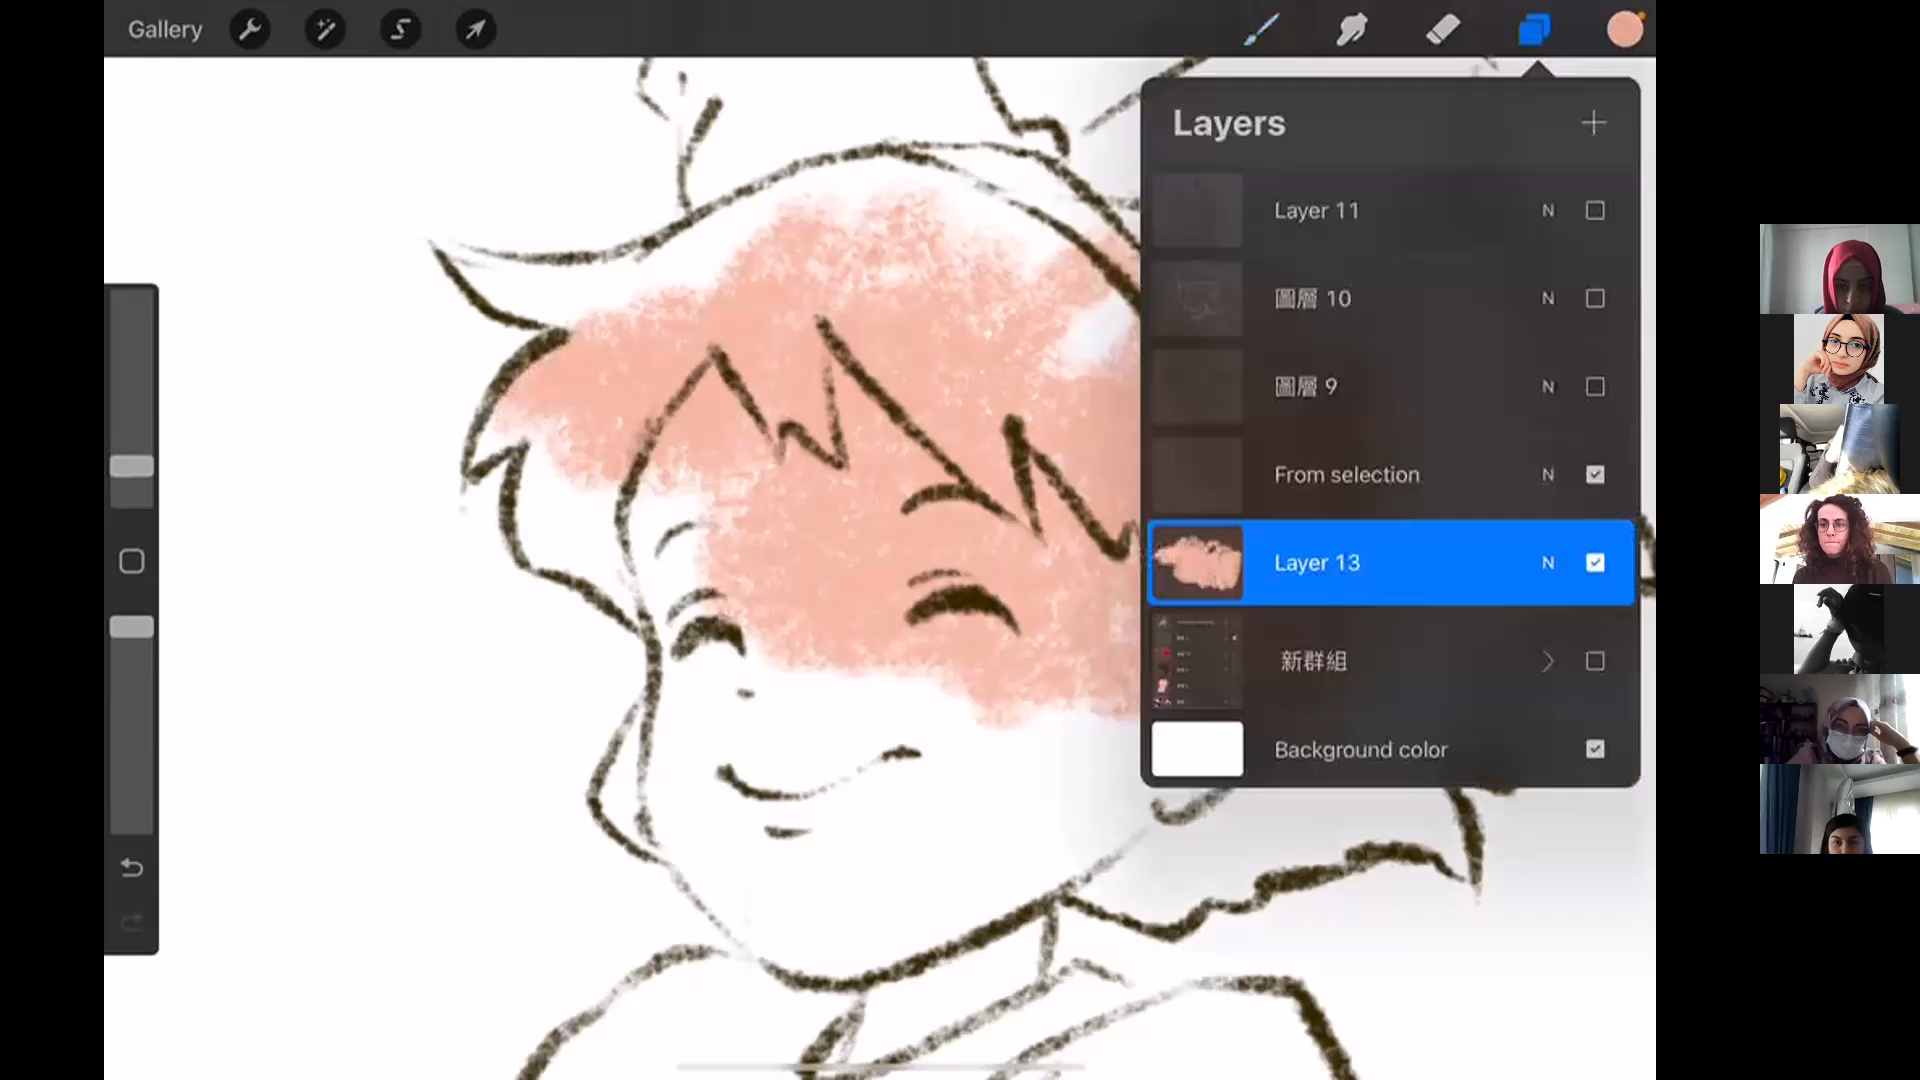 Gallery
Layers
Layer 11 N
圖層 10 N
圖層 9 N
From selection N
Layer 13 N
新群組
Background color